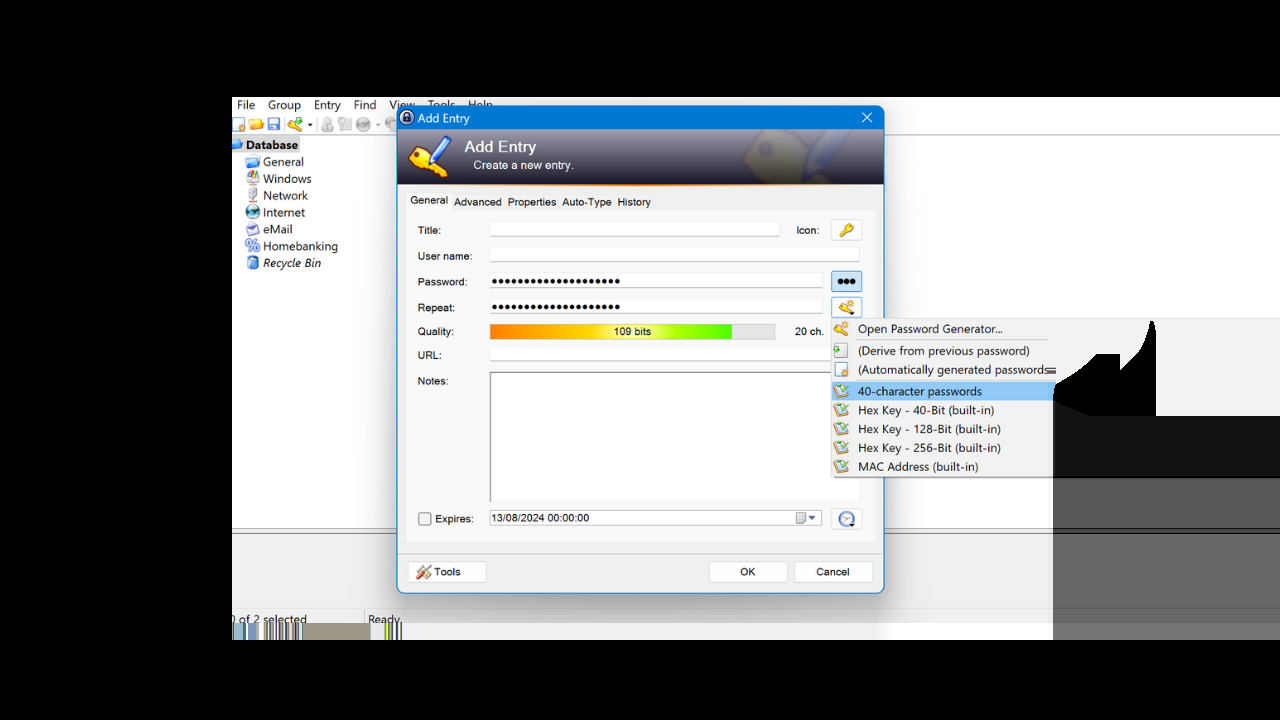 File Group Entry Find View Tools Help
Add Entry
Add Entry
Create a new entry.
Database
General
Windows
Network
Internet
eMail
Homebanking
Recycle Bin
General Advanced Properties Auto-Type History
Title:
Icon:
User name:
Password: ●●●●●●●●●●●●●●●●●●●●
Repeat: ●●●●●●●●●●●●●●●●●●●●
Quality: 109 bits 20 ch.
URL:
Notes:
Open Password Generator...
(Derive from previous password)
(Automatically generated passwords
40-character passwords
Hex Key - 40-Bit (built-in)
Hex Key - 128-Bit (built-in)
Hex Key - 256-Bit (built-in)
MAC Address (built-in)
Expires: 13/08/2024 00:00:00
Tools OK Cancel
of 2 selected Ready.